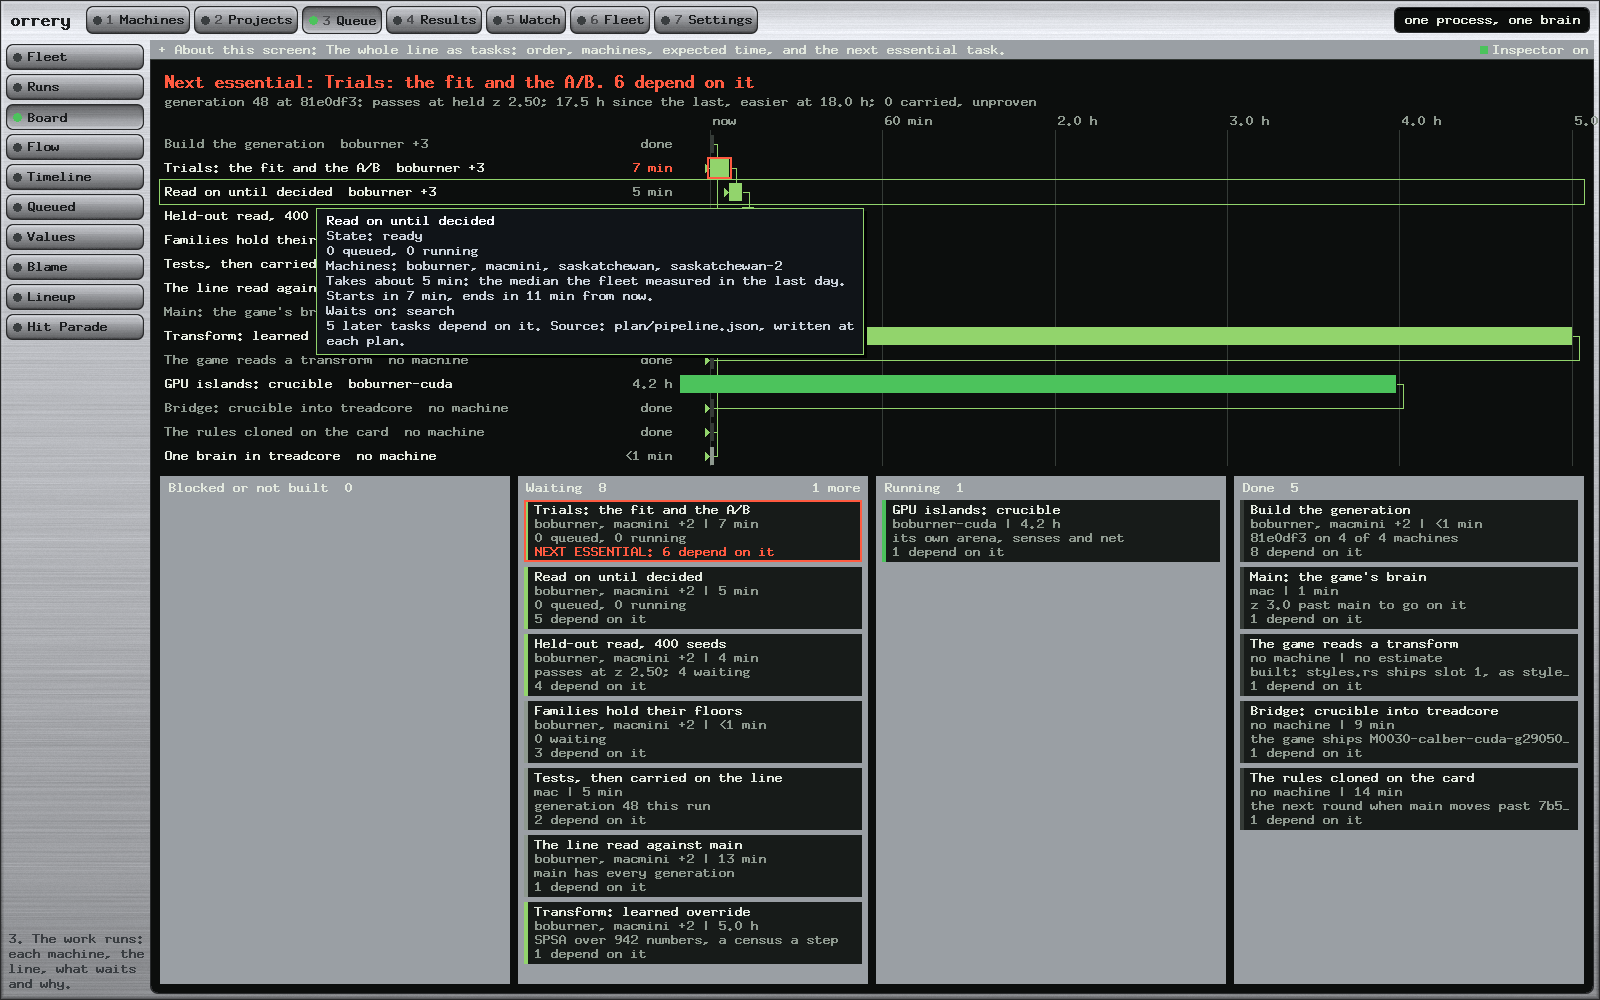 orrery
1 Machines
2 Projects
3 Queue
4 Results
5 Watch
6 Fleet
7 Settings
one process, one brain
Fleet
Runs
Board
Flow
Timeline
Queued
Values
Blame
Lineup
Hit Parade
3. The work runs:
each machine, the
line, what waits
and why.
+ About this screen: The whole line as tasks: order, machines, expected time, and the next essential task.
Inspector on
Next essential: Trials: the fit and the A/B. 6 depend on it
generation 48 at 81e0df3: passes at held z 2.50; 17.5 h since the last, easier at 18.0 h; 0 carried, unproven
now 60 min 2.0 h 3.0 h 4.0 h 5.0
Build the generation boburner +3 done
Trials: the fit and the A/B boburner +3 7 min
Read on until decided boburner +3 5 min
Held-out read, 400
Families hold their
Tests, then carried
The line read again
Main: the game's br
Transform: learned
The game reads a transform no machine done
GPU islands: crucible boburner-cuda 4.2 h
Bridge: crucible into treadcore no machine done
The rules cloned on the card no machine done
One brain in treadcore no machine <1 min
Read on until decided
State: ready
0 queued, 0 running
Machines: boburner, macmini, saskatchewan, saskatchewan-2
Takes about 5 min: the median the fleet measured in the last day.
Starts in 7 min, ends in 11 min from now.
Waits on: search
5 later tasks depend on it. Source: plan/pipeline.json, written at
each plan.
Blocked or not built 0
Waiting 8 1 more
Trials: the fit and the A/B
boburner, macmini +2 | 7 min
0 queued, 0 running
NEXT ESSENTIAL: 6 depend on it
Read on until decided
boburner, macmini +2 | 5 min
0 queued, 0 running
5 depend on it
Held-out read, 400 seeds
boburner, macmini +2 | 4 min
passes at z 2.50; 4 waiting
4 depend on it
Families hold their floors
boburner, macmini +2 | <1 min
0 waiting
3 depend on it
Tests, then carried on the line
mac | 5 min
generation 48 this run
2 depend on it
The line read against main
boburner, macmini +2 | 13 min
main has every generation
1 depend on it
Transform: learned override
boburner, macmini +2 | 5.0 h
SPSA over 942 numbers, a census a step
1 depend on it
Running 1
GPU islands: crucible
boburner-cuda | 4.2 h
its own arena, senses and net
1 depend on it
Done 5
Build the generation
boburner, macmini +2 | <1 min
81e0df3 on 4 of 4 machines
8 depend on it
Main: the game's brain
mac | 1 min
z 3.0 past main to go on it
1 depend on it
The game reads a transform
no machine | no estimate
built: styles.rs ships slot 1, as style_
1 depend on it
Bridge: crucible into treadcore
no machine | 9 min
the game ships M0030-calber-cuda-g29050_
1 depend on it
The rules cloned on the card
no machine | 14 min
the next round when main moves past 7b5_
1 depend on it